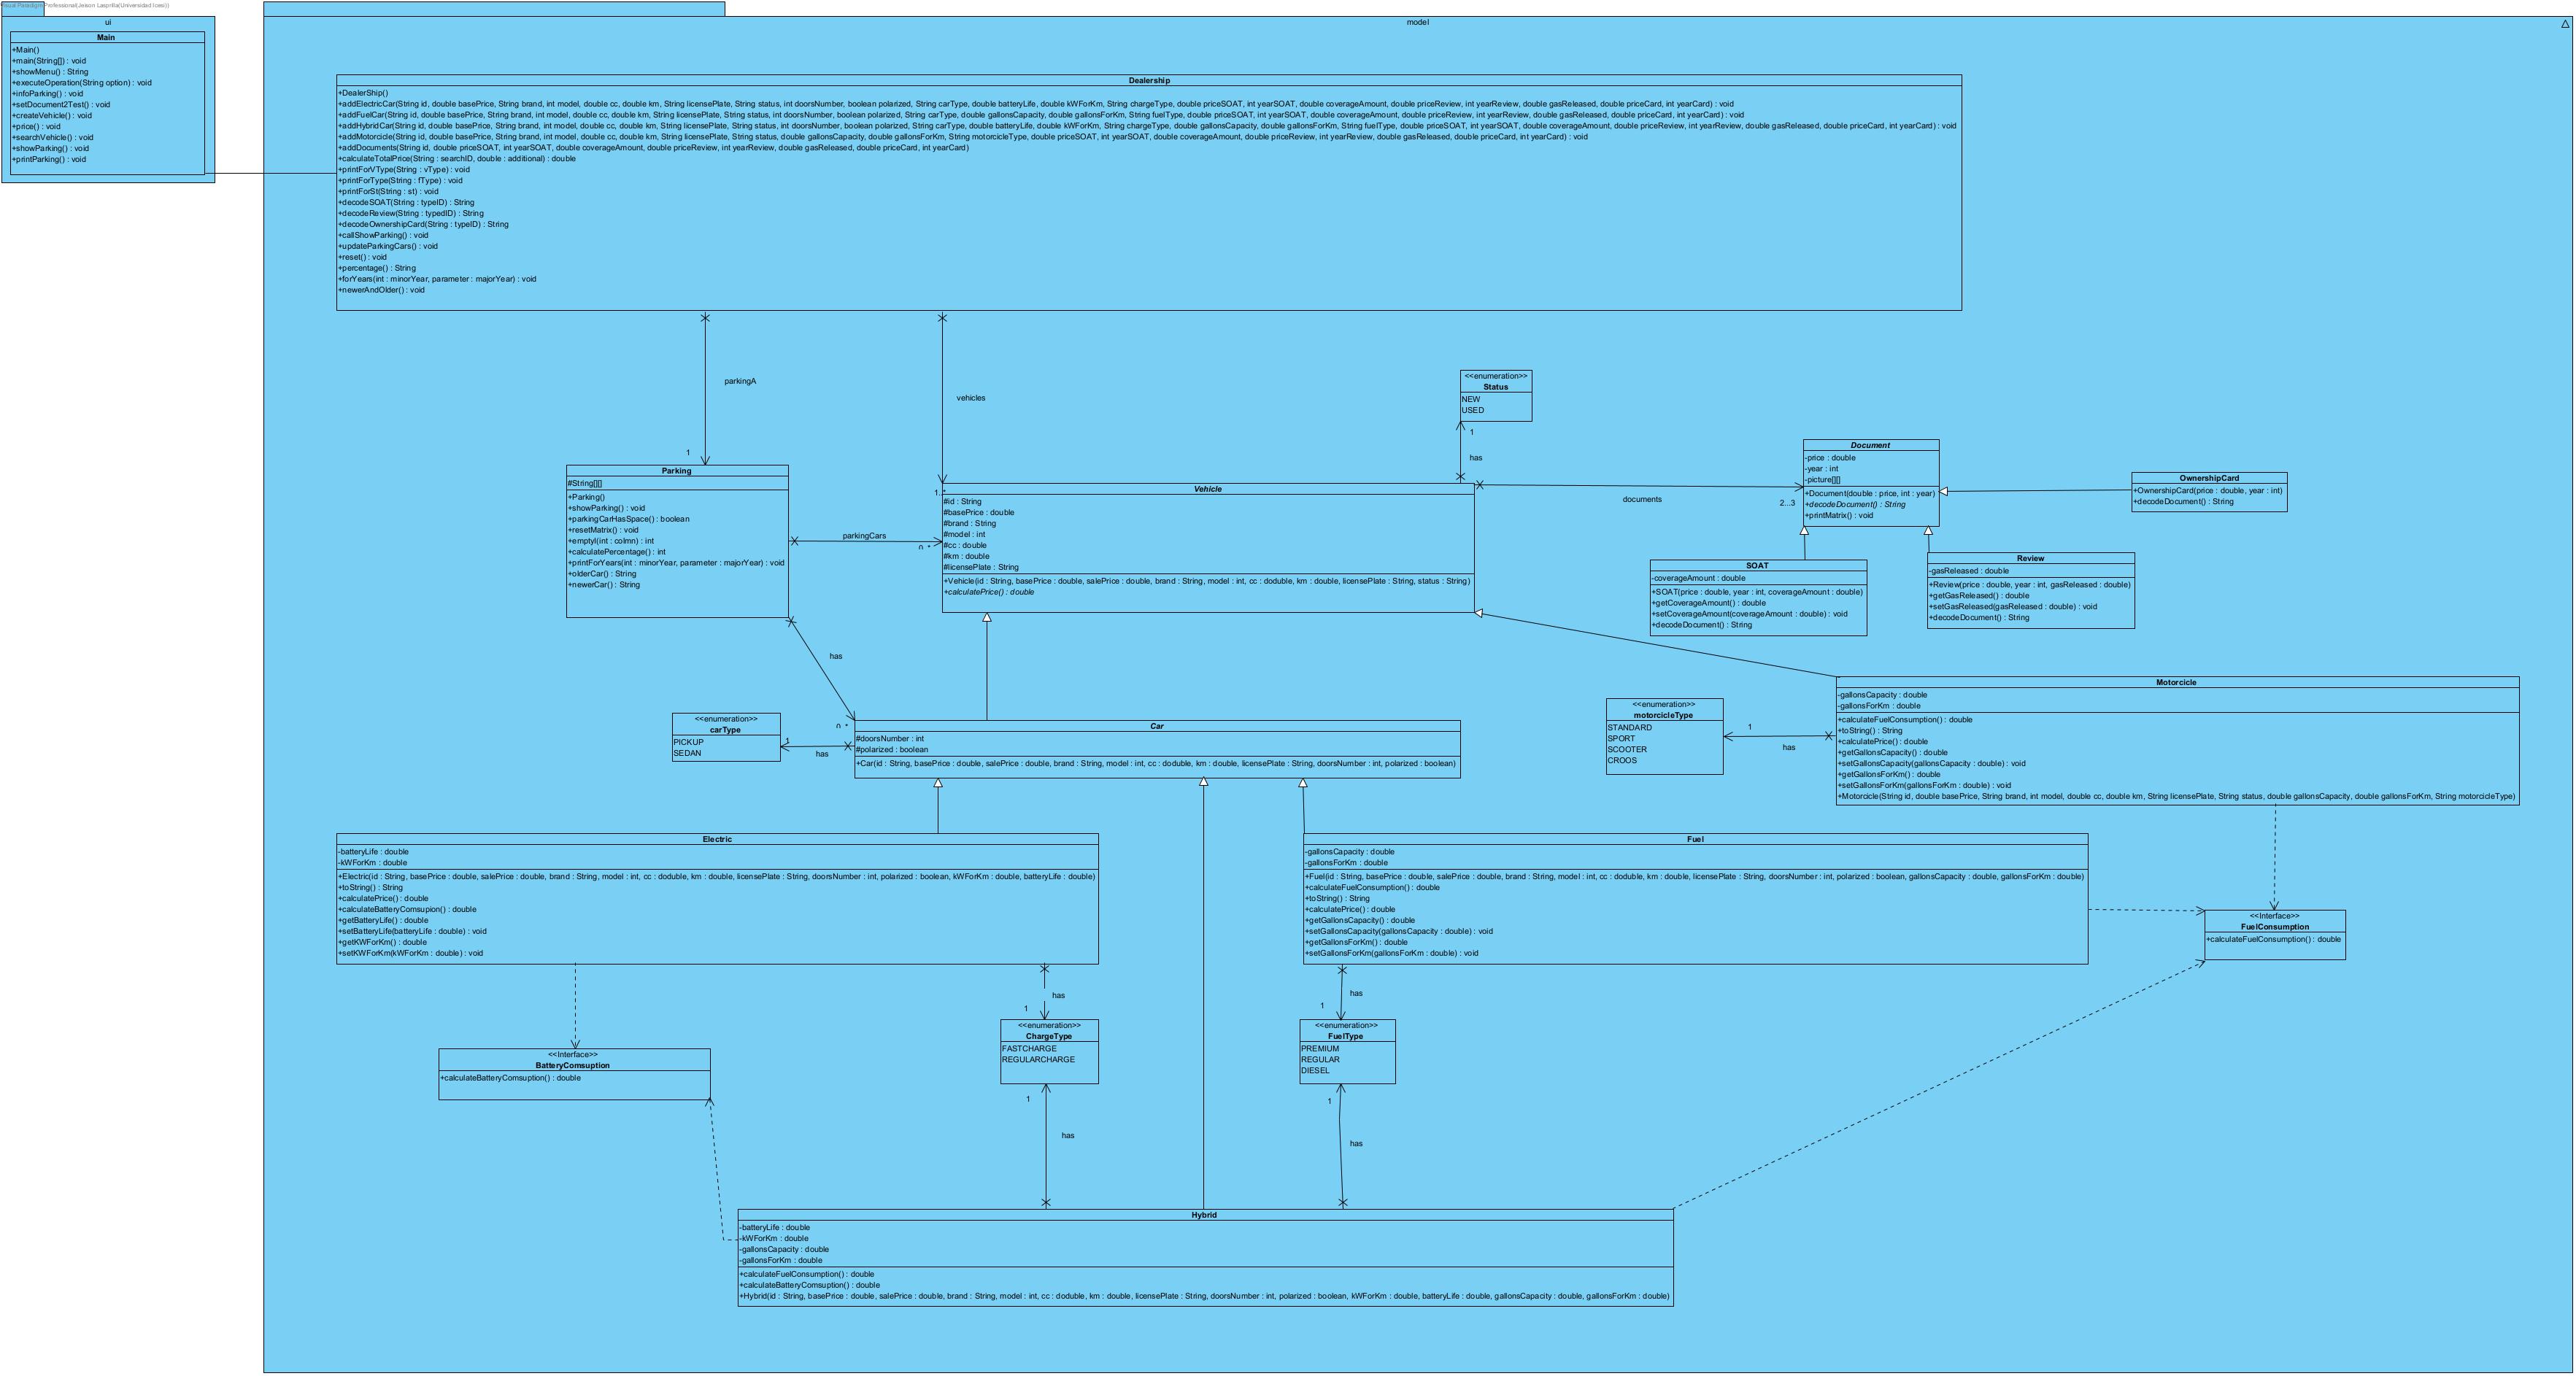 Visual Paradigm Professional(Jeison Lasprilla(Universidad Icesi))
ui
Main
+Main()
+main(String[]) : void
+showMenu() : String
+executeOperation(String option) : void
+infoParking() : void
+setDocument2Test() : void
+createVehicle() : void
+price() : void
+searchVehicle() : void
+showParking() : void
+printParking() : void
model
Dealership
+DealerShip()
+addElectricCar(String id, double basePrice, String brand, int model, double cc, double km, String licensePlate, String status, int doorsNumber, boolean polarized, String carType, double batteryLife, double kWForKm, String chargeType, double priceSOAT, int yearSOAT, double coverageAmount, double priceReview, int yearReview, double gasReleased, double priceCard, int yearCard) : void
+addFuelCar(String id, double basePrice, String brand, int model, double cc, double km, String licensePlate, String status, int doorsNumber, boolean polarized, String carType, double gallonsCapacity, double gallonsForKm, String fuelType, double priceSOAT, int yearSOAT, double coverageAmount, double priceReview, int yearReview, double gasReleased, double priceCard, int yearCard) : void
+addHybridCar(String id, double basePrice, String brand, int model, double cc, double km, String licensePlate, String status, int doorsNumber, boolean polarized, String carType, double batteryLife, double kWForKm, String chargeType, double gallonsCapacity, double gallonsForKm, String fuelType, double priceSOAT, int yearSOAT, double coverageAmount, double priceReview, int yearReview, double gasReleased, double priceCard, int yearCard) : void
+addMotorcicle(String id, double basePrice, String brand, int model, double cc, double km, String licensePlate, String status, double gallonsCapacity, double gallonsForKm, String motorcicleType, double priceSOAT, int yearSOAT, double coverageAmount, double priceReview, int yearReview, double gasReleased, double priceCard, int yearCard) : void
+addDocuments(String id, double priceSOAT, int yearSOAT, double coverageAmount, double priceReview, int yearReview, double gasReleased, double priceCard, int yearCard)
+calculateTotalPrice(String : searchID, double : additional) : double
+printForVType(String : vType) : void
+printForType(String : fType) : void
+printForSt(String : st) : void
+decodeSOAT(String : typeID) : String
+decodeReview(String : typedID) : String
+decodeOwnershipCard(String : typeID) : String
+callShowParking() : void
+updateParkingCars() : void
+reset() : void
+percentage() : String
+forYears(int : minorYear, parameter : majorYear) : void
+newerAndOlder() : void
parkingA
1
vehicles
1..*
<<enumeration>>
Status
NEW
USED
1
has
Parking
#String[][]
+Parking()
+showParking() : void
+parkingCarHasSpace() : boolean
+resetMatrix() : void
+emptyI(int : colmn) : int
+calculatePercentage() : int
+printForYears(int : minorYear, parameter : majorYear) : void
+olderCar() : String
+newerCar() : String
parkingCars
0..*
Vehicle
#id : String
#basePrice : double
#brand : String
#model : int
#cc : double
#km : double
#licensePlate : String
+Vehicle(id : String, basePrice : double, salePrice : double, brand : String, model : int, cc : doduble, km : double, licensePlate : String, status : String)
+calculatePrice() : double
documents
2...3
Document
-price : double
-year : int
-picture[][]
+Document(double : price, int : year)
+decodeDocument() : String
+printMatrix() : void
OwnershipCard
+OwnershipCard(price : double, year : int)
+decodeDocument() : String
SOAT
-coverageAmount : double
+SOAT(price : double, year : int, coverageAmount : double)
+getCoverageAmount() : double
+setCoverageAmount(coverageAmount : double) : void
+decodeDocument() : String
Review
-gasReleased : double
+Review(price : double, year : int, gasReleased : double)
+getGasReleased() : double
+setGasReleased(gasReleased : double) : void
+decodeDocument() : String
has
0..*
<<enumeration>>
carType
PICKUP
SEDAN
1
has
Car
#doorsNumber : int
#polarized : boolean
+Car(id : String, basePrice : double, salePrice : double, brand : String, model : int, cc : doduble, km : double, licensePlate : String, doorsNumber : int, polarized : boolean)
<<enumeration>>
motorcicleType
STANDARD
SPORT
SCOOTER
CROOS
1
has
Motorcicle
-gallonsCapacity : double
-gallonsForKm : double
+calculateFuelConsumption() : double
+toString() : String
+calculatePrice() : double
+getGallonsCapacity() : double
+setGallonsCapacity(gallonsCapacity : double) : void
+getGallonsForKm() : double
+setGallonsForKm(gallonsForKm : double) : void
+Motorcicle(String id, double basePrice, String brand, int model, double cc, double km, String licensePlate, String status, double gallonsCapacity, double gallonsForKm, String motorcicleType)
Electric
-batteryLife : double
-kWForKm : double
+Electric(id : String, basePrice : double, salePrice : double, brand : String, model : int, cc : doduble, km : double, licensePlate : String, doorsNumber : int, polarized : boolean, kWForKm : double, batteryLife : double)
+toString() : String
+calculatePrice() : double
+calculateBatteryComsupion() : double
+getBatteryLife() : double
+setBatteryLife(batteryLife : double) : void
+getKWForKm() : double
+setKWForKm(kWForKm : double) : void
Fuel
-gallonsCapacity : double
-gallonsForKm : double
+Fuel(id : String, basePrice : double, salePrice : double, brand : String, model : int, cc : doduble, km : double, licensePlate : String, doorsNumber : int, polarized : boolean, gallonsCapacity : double, gallonsForKm : double)
+calculateFuelConsumption() : double
+toString() : String
+calculatePrice() : double
+getGallonsCapacity() : double
+setGallonsCapacity(gallonsCapacity : double) : void
+getGallonsForKm() : double
+setGallonsForKm(gallonsForKm : double) : void
<<Interface>>
FuelConsumption
+calculateFuelConsumption() : double
has
1
has
1
<<enumeration>>
ChargeType
FASTCHARGE
REGULARCHARGE
<<enumeration>>
FuelType
PREMIUM
REGULAR
DIESEL
<<Interface>>
BatteryComsuption
+calculateBatteryComsuption() : double
1
has
1
has
Hybrid
-batteryLife : double
-kWForKm : double
-gallonsCapacity : double
-gallonsForKm : double
+calculateFuelConsumption() : double
+calculateBatteryComsuption() : double
+Hybrid(id : String, basePrice : double, salePrice : double, brand : String, model : int, cc : doduble, km : double, licensePlate : String, doorsNumber : int, polarized : boolean, kWForKm : double, batteryLife : double, gallonsCapacity : double, gallonsForKm : double)